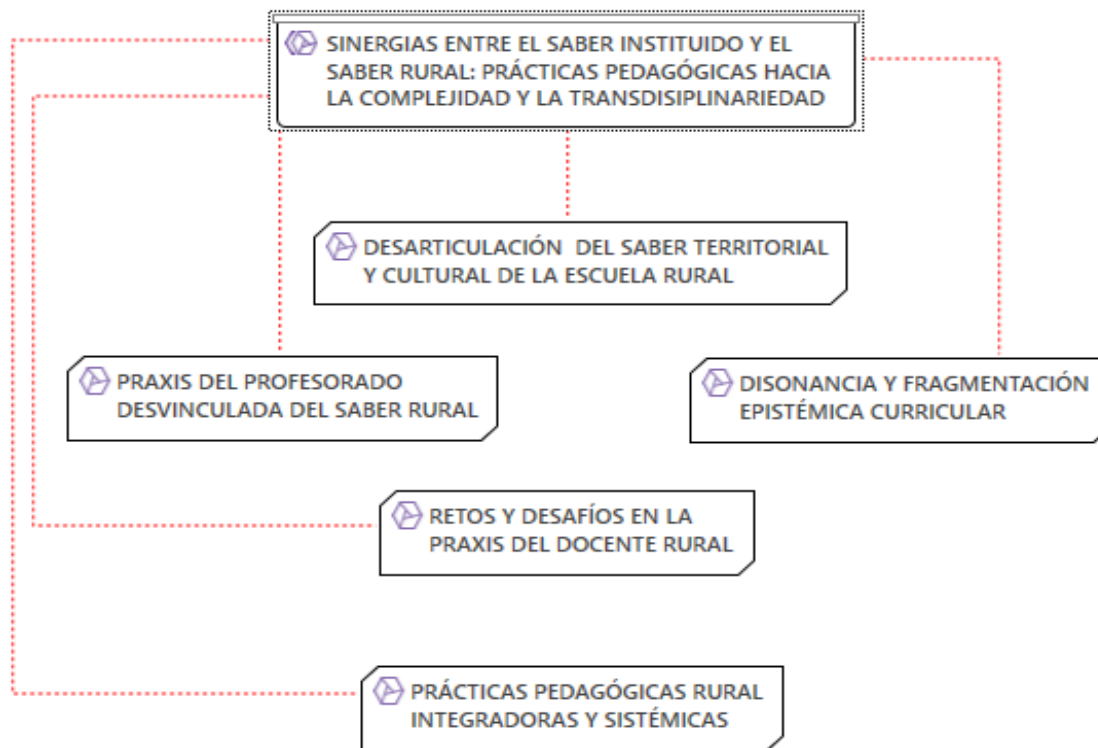 SINERGIAS ENTRE EL SABER INSTITUIDO Y EL
SABER RURAL: PRÁCTICAS PEDAGÓGICAS HACIA
LA COMPLEJIDAD Y LA TRANSDISIPLINARIEDAD
DESARTICULACIÓN DEL SABER TERRITORIAL
Y CULTURAL DE LA ESCUELA RURAL
PRAXIS DEL PROFESORADO
DESVINCULADA DEL SABER RURAL
DISONANCIA Y FRAGMENTACIÓN
EPISTÉMICA CURRICULAR
RETOS Y DESAFÍOS EN LA
PRAXIS DEL DOCENTE RURAL
PRÁCTICAS PEDAGÓGICAS RURAL
INTEGRADORAS Y SISTÉMICAS